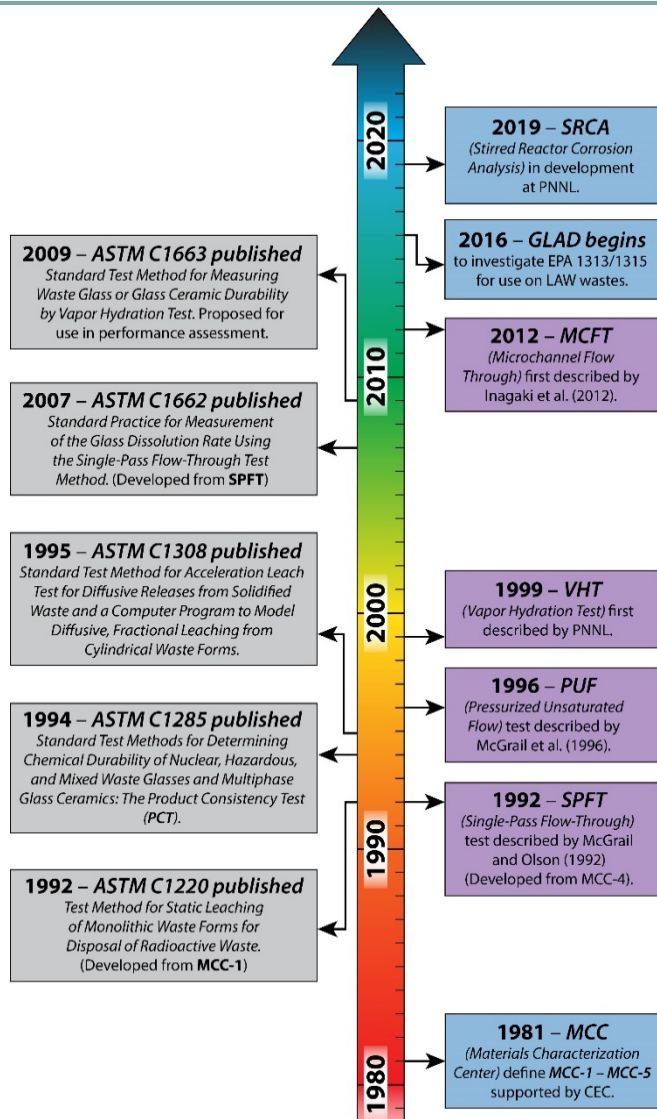 2020
2010
2000
1990
1980
2009 – ASTM C1663 published
Standard Test Method for Measuring
Waste Glass or Glass Ceramic Durability
by Vapor Hydration Test. Proposed for
use in performance assessment.
2007 – ASTM C1662 published
Standard Practice for Measurement
of the Glass Dissolution Rate Using
the Single-Pass Flow-Through Test
Method. (Developed from SPFT)
1995 – ASTM C1308 published
Standard Test Method for Acceleration Leach
Test for Diffusive Releases from Solidified
Waste and a Computer Program to Model
Diffusive, Fractional Leaching from
Cylindrical Waste Forms.
1994 – ASTM C1285 published
Standard Test Methods for Determining
Chemical Durability of Nuclear, Hazardous,
and Mixed Waste Glasses and Multiphase
Glass Ceramics: The Product Consistency Test
(PCT).
1992 – ASTM C1220 published
Test Method for Static Leaching
of Monolithic Waste Forms for
Disposal of Radioactive Waste.
(Developed from MCC-1)
2019 – SRCA
(Stirred Reactor Corrosion
Analysis) in development
at PNNL.
2016 – GLAD begins
to investigate EPA 1313/1315
for use on LAW wastes.
2012 – MCFT
(Microchannel Flow
Through) first described by
Inagaki et al. (2012).
1999 – VHT
(Vapor Hydration Test) first
described by PNNL.
1996 – PUF
(Pressurized Unsaturated
Flow) test described by
McGrail et al. (1996).
1992 – SPFT
(Single-Pass Flow-Through)
test described by McGrail
and Olson (1992)
(Developed from MCC-4).
1981 – MCC
(Materials Characterization
Center) define MCC-1 – MCC-5
supported by CEC.